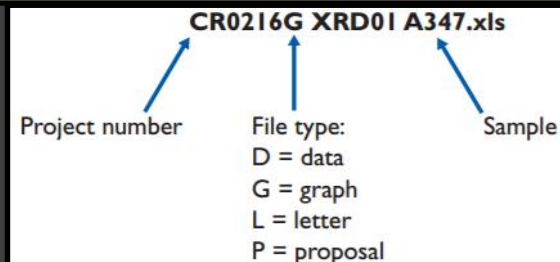 CR0216G XRD01 A347.xls
Project number
File type:
D = data
G = graph
L = letter
P = proposal
Sample